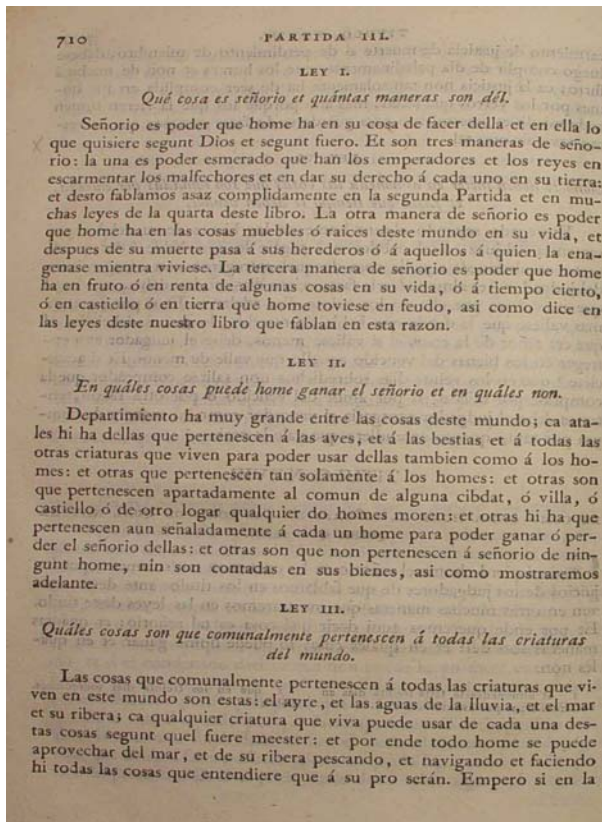 710 PARTIDA III.
LEY I.
Qué cosa es señorio et quántas maneras son dél.
Señorio es poder que home ha en su cosa de facer della et en ella lo
que quisiere segunt Dios et segunt fuero. Et son tres maneras de seño-
rio: la una es poder esmerado que han los emperadores et los reyes en
escarmentar los malfechores et en dar su derecho á cada uno en su tierra:
et desto fablamos asaz complidamente en la segunda Partida et en mu-
chas leyes de la quarta deste libro. La otra manera de señorio es poder
que home ha en las cosas muebles ó raices deste mundo en su vida, et
despues de su muerte pasa á sus herederos ó á aquellos á quien la ena-
genase mientra viviese. La tercera manera de señorio es poder que home
ha en fruto ó en renta de algunas cosas en su vida, ó á tiempo cierto,
ó en castiello ó en tierra que home toviese en feudo, asi como dice en
las leyes deste nuestro libro que fablan en esta razon.
LEY II.
En quáles cosas puede home ganar el señorio et en quáles non.
Departimiento ha muy grande entre las cosas deste mundo; ca ata-
les hi ha dellas que pertenescen á las aves, et á las bestias et á todas las
otras criaturas que viven para poder usar dellas tambien como á los ho-
mes: et otras que pertenescen tan solamente á los homes: et otras son
que pertenescen apartadamente al comun de alguna cibdat, ó villa, ó
castiello ó de otro logar qualquier do homes moren: et otras hi ha que
pertenescen aun señaladamente á cada un home para poder ganar ó per-
der el señorio dellas: et otras son que non pertenescen á señorio de nin-
gunt home, nin son contadas en sus bienes, asi como mostraremos
adelante.
LEY III.
Quáles cosas son que comunalmente pertenescen á todas las criaturas
del mundo.
Las cosas que comunalmente pertenescen á todas las criaturas que vi-
ven en este mundo son estas: el ayre, et las aguas de la lluvia, et el mar
et su ribera; ca qualquier criatura que viva puede usar de cada una des-
tas cosas segunt quel fuere meester: et por ende todo home se puede
aprovechar del mar, et de su ribera pescando, et navigando et faciendo
hi todas las cosas que entendiere que á su pro serán. Empero si en la